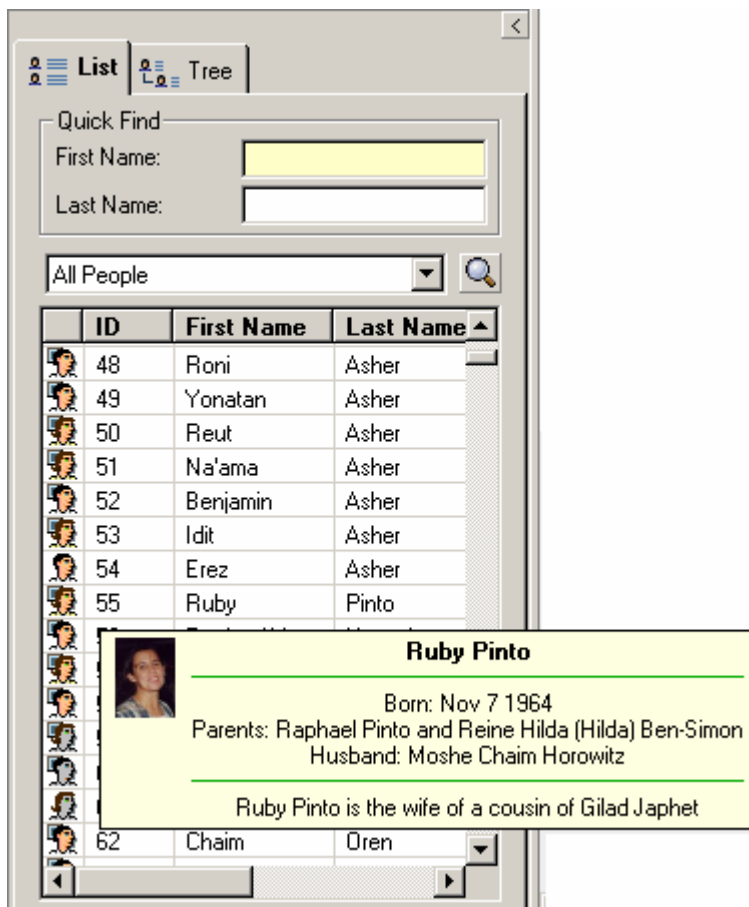 <
List Tree
Quick Find
First Name:
Last Name:
All People
ID First Name Last Name
48 Roni Asher
49 Yonatan Asher
50 Reut Asher
51 Na'ama Asher
52 Benjamin Asher
53 Idit Asher
54 Erez Asher
55 Ruby Pinto
Ruby Pinto
Born: Nov 7 1964
Parents: Raphael Pinto and Reine Hilda (Hilda) Ben-Simon
Husband: Moshe Chaim Horowitz
Ruby Pinto is the wife of a cousin of Gilad Japhet
62 Chaim Oren